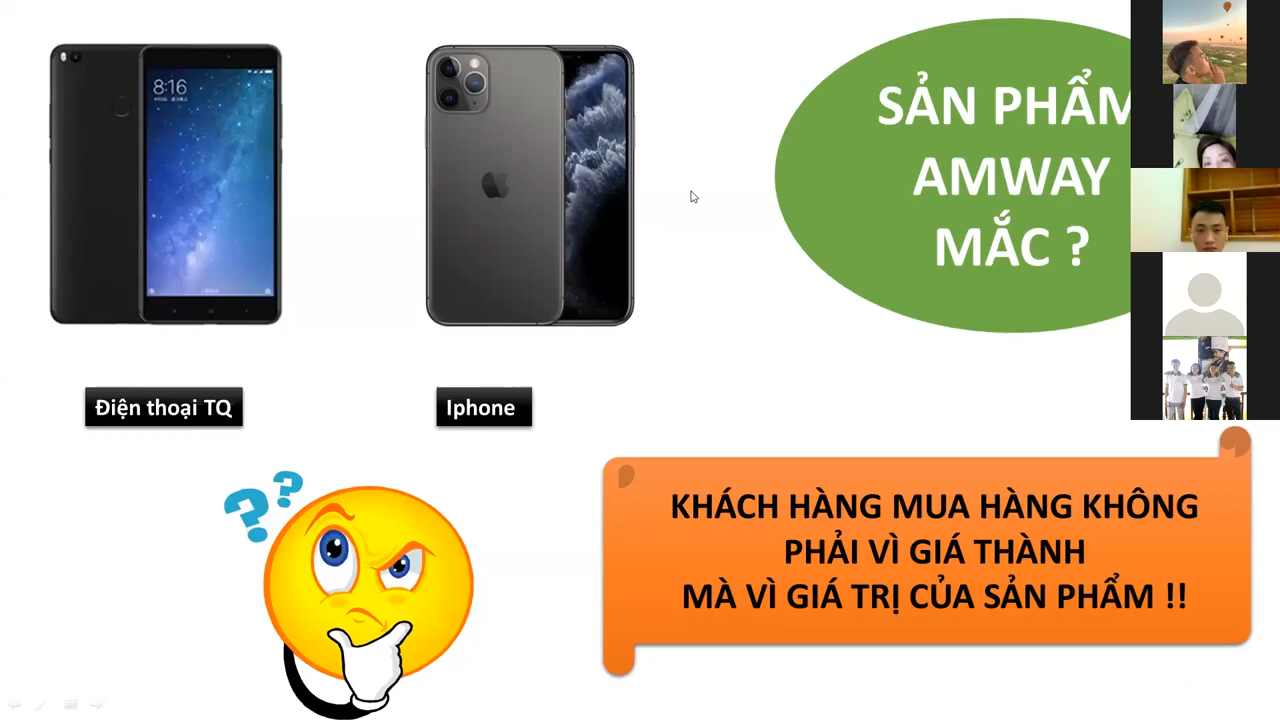 8:16
SẢN PHẨM
AMWAY
MẮC ?
Điện thoại TQ
Iphone
? ?
KHÁCH HÀNG MUA HÀNG KHÔNG
PHẢI VÌ GIÁ THÀNH
MÀ VÌ GIÁ TRỊ CỦA SẢN PHẨM !!